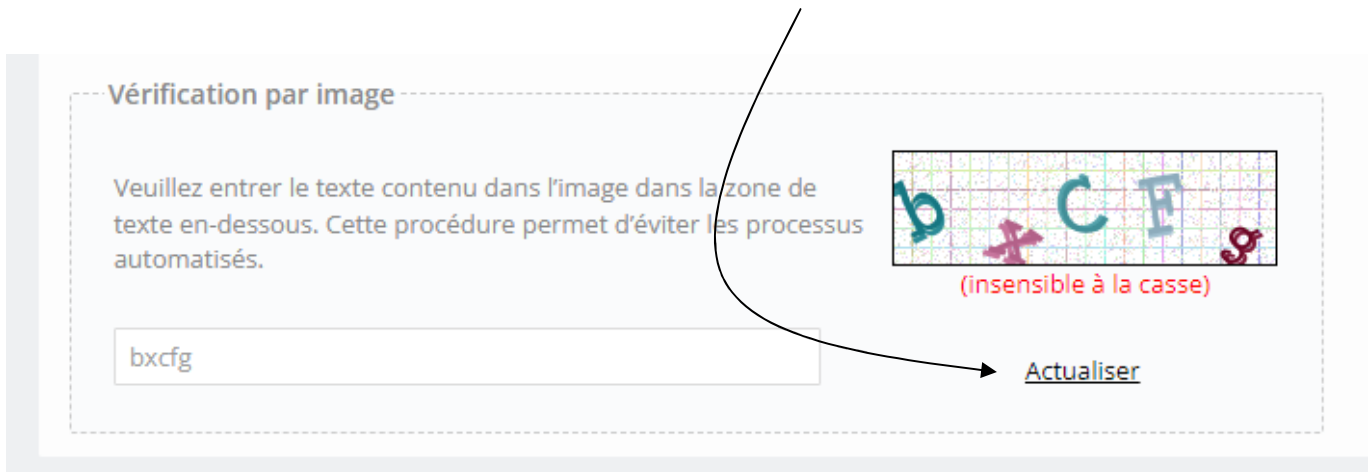 Vérification par image
Veuillez entrer le texte contenu dans l’image dans la zone de
texte en-dessous. Cette procédure permet d’éviter les processus
automatisés.
b x C F g
(insensible à la casse)
bxcfg
Actualiser